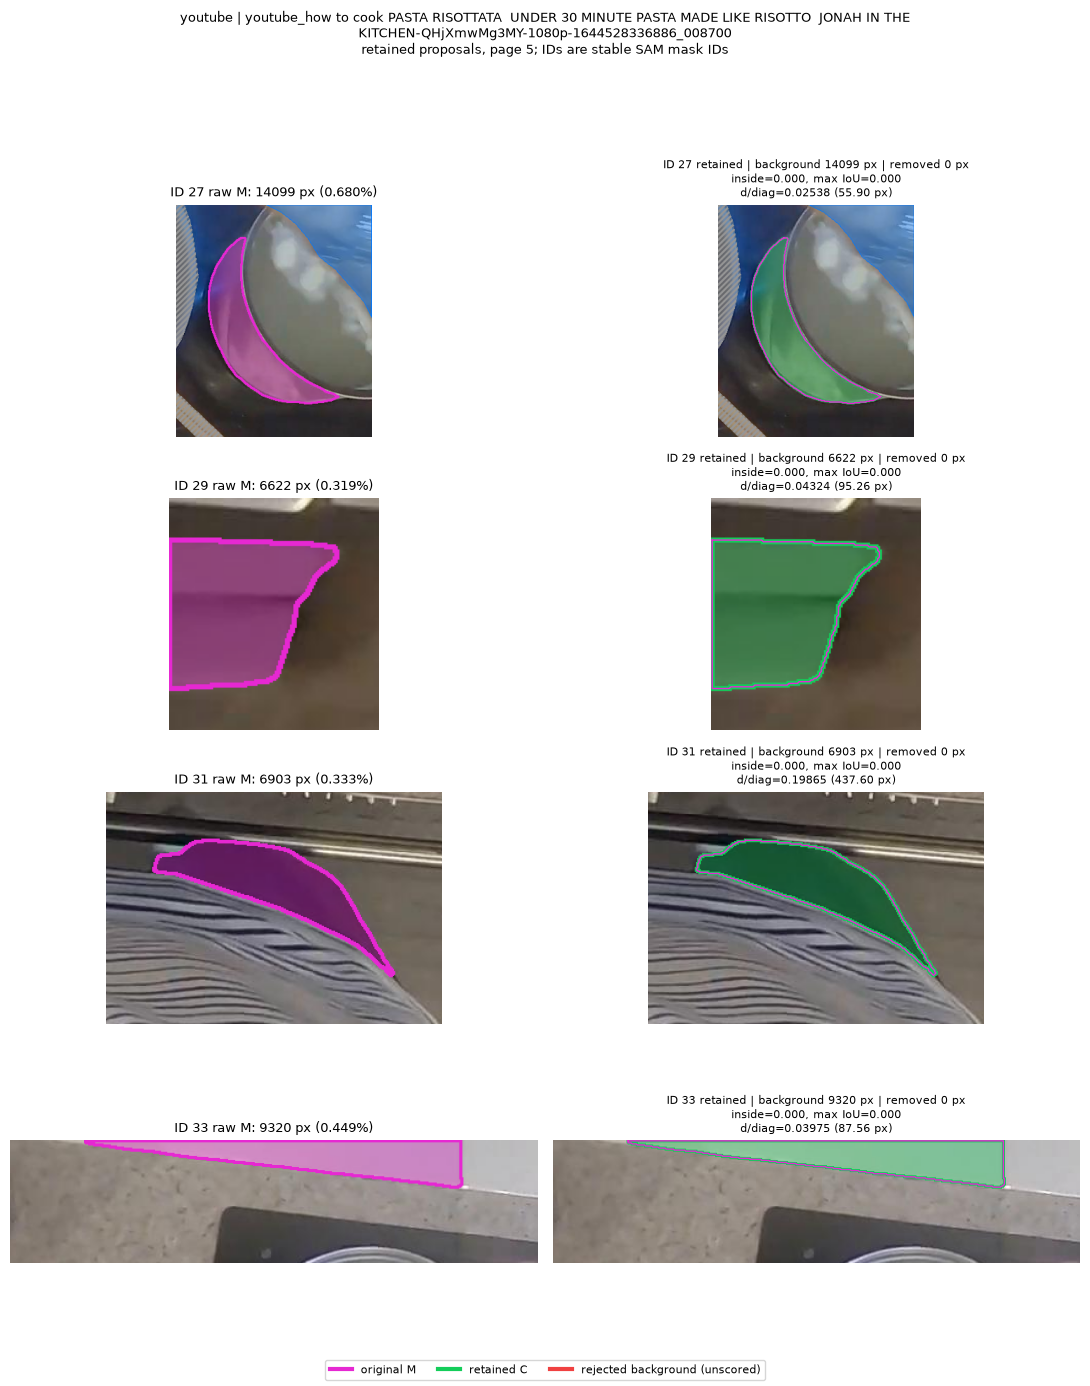 youtube | youtube_how to cook PASTA RISOTTATA  UNDER 30 MINUTE PASTA MADE LIKE RISOTTO  JONAH IN THE
KITCHEN-QHjXmwMg3MY-1080p-1644528336886_008700
retained proposals, page 5; IDs are stable SAM mask IDs
ID 27 raw M: 14099 px (0.680%)
ID 27 retained | background 14099 px | removed 0 px
inside=0.000, max IoU=0.000
d/diag=0.02538 (55.90 px)
ID 29 raw M: 6622 px (0.319%)
ID 29 retained | background 6622 px | removed 0 px
inside=0.000, max IoU=0.000
d/diag=0.04324 (95.26 px)
ID 31 raw M: 6903 px (0.333%)
ID 31 retained | background 6903 px | removed 0 px
inside=0.000, max IoU=0.000
d/diag=0.19865 (437.60 px)
ID 33 raw M: 9320 px (0.449%)
ID 33 retained | background 9320 px | removed 0 px
inside=0.000, max IoU=0.000
d/diag=0.03975 (87.56 px)
original M
retained C
rejected background (unscored)